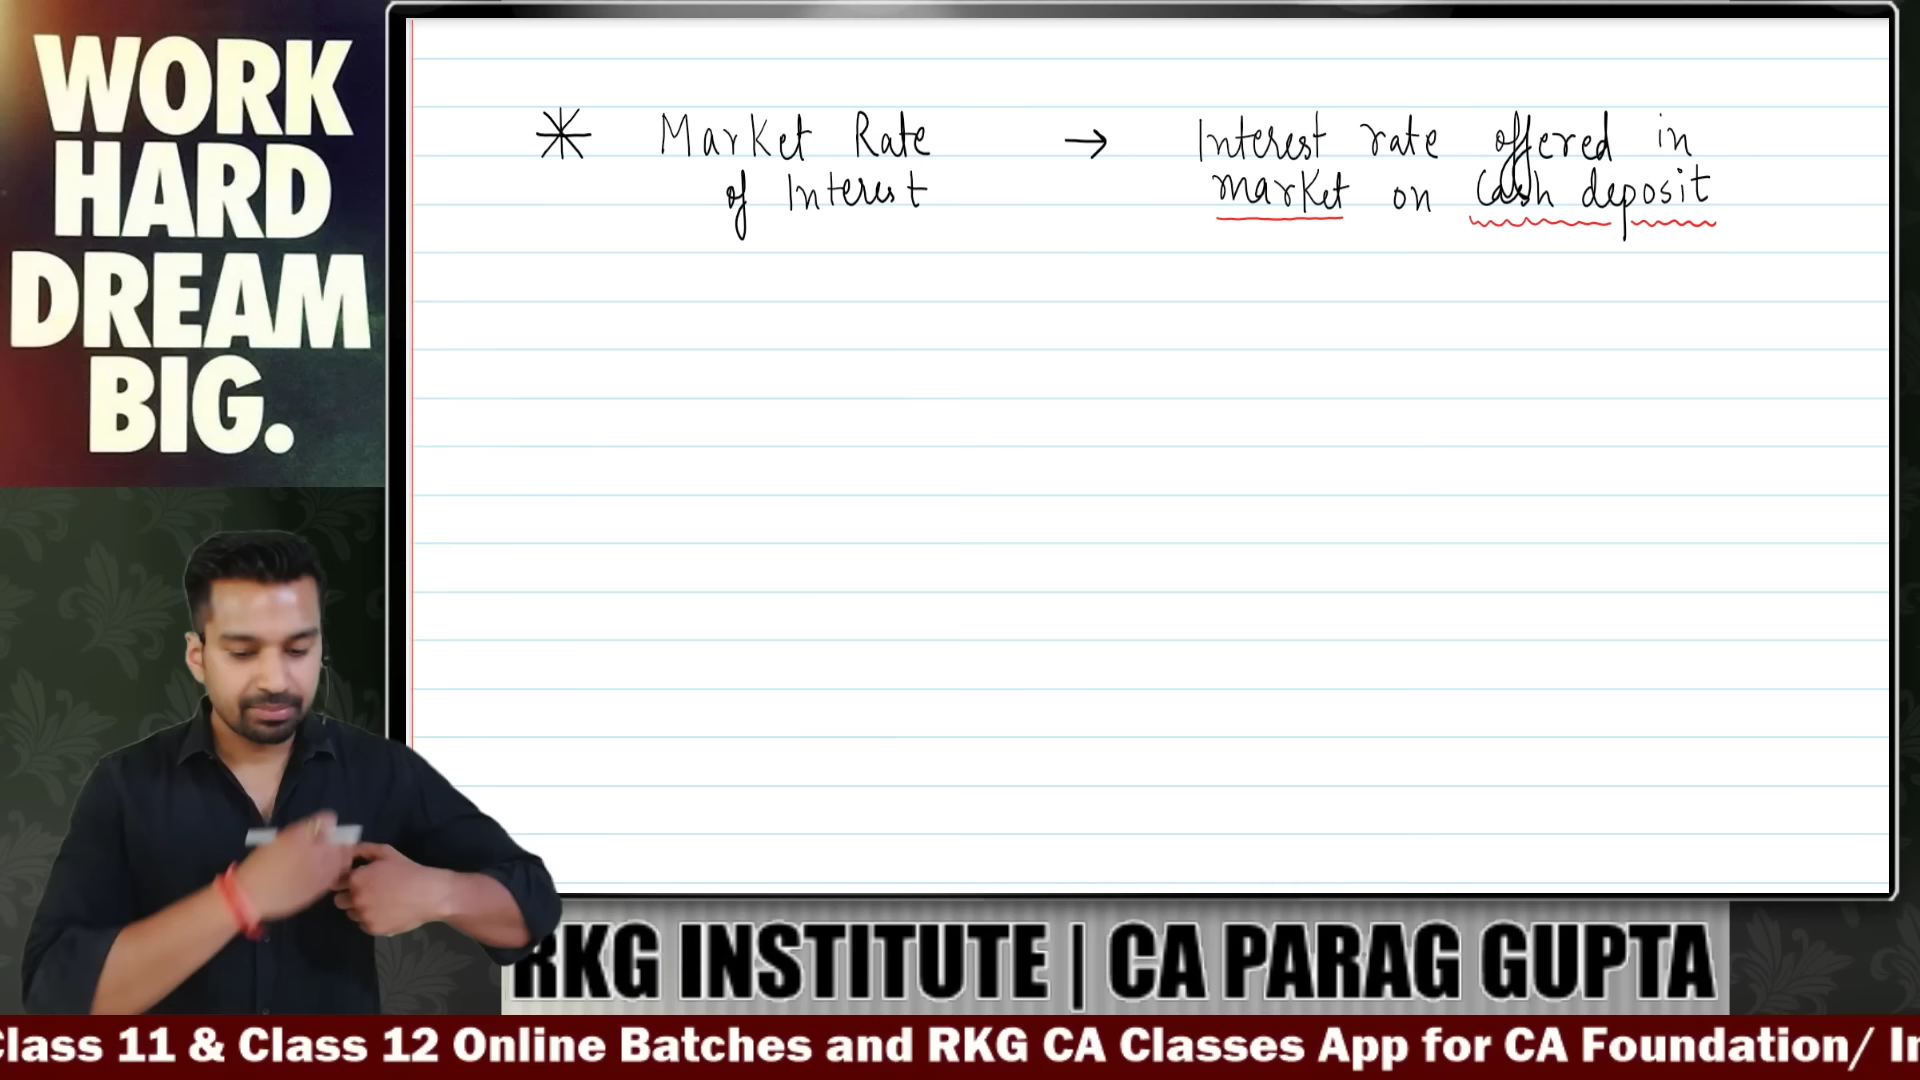 WORK
HARD
DREAM
BIG.
* Market Rate → Interest rate offered in
of Interest market on Cash deposit
RKG INSTITUTE | CA PARAG GUPTA
Class 11 & Class 12 Online Batches and RKG CA Classes App for CA Foundation/ In